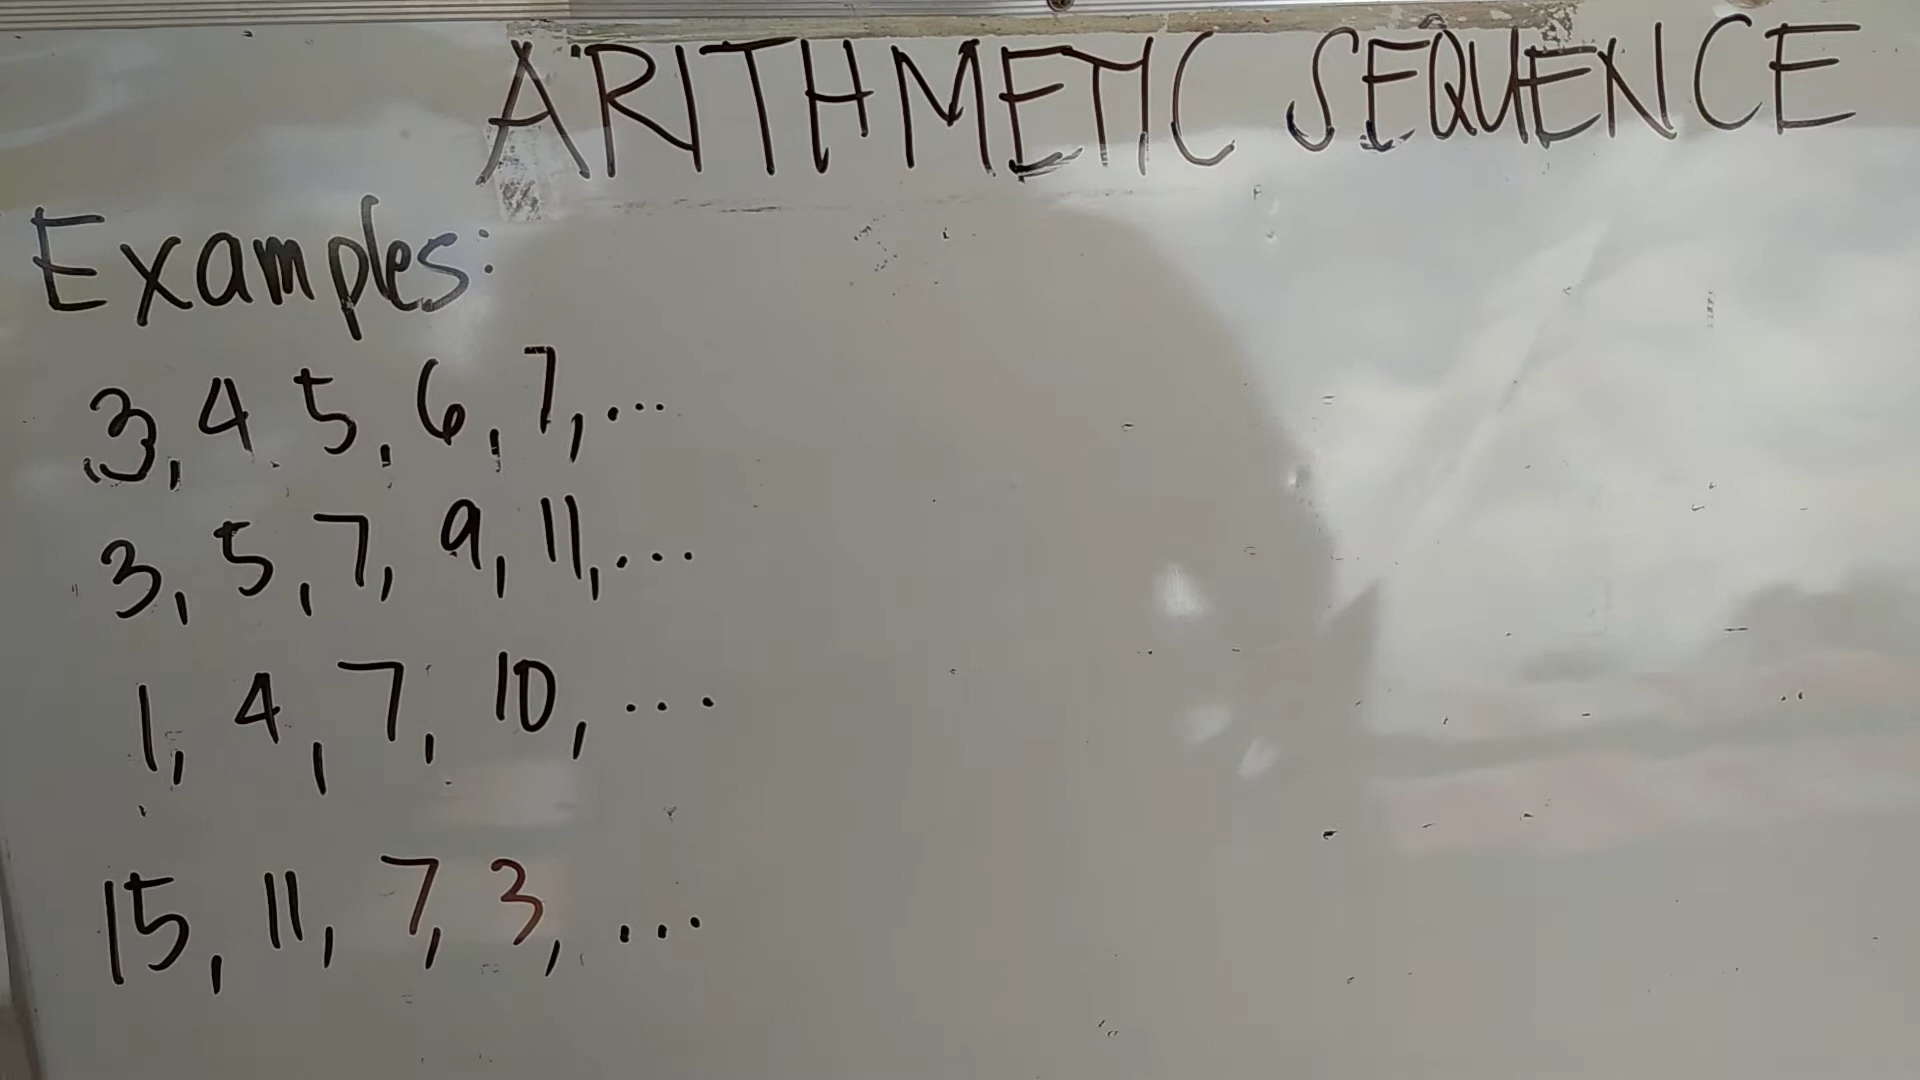 ARITHMETIC SEQUENCE
Examples:
3, 4 5, 6, 7, ...
3, 5, 7, 9, 11, ...
1, 4, 7, 10, ...
15, 11, 7, 3, ...